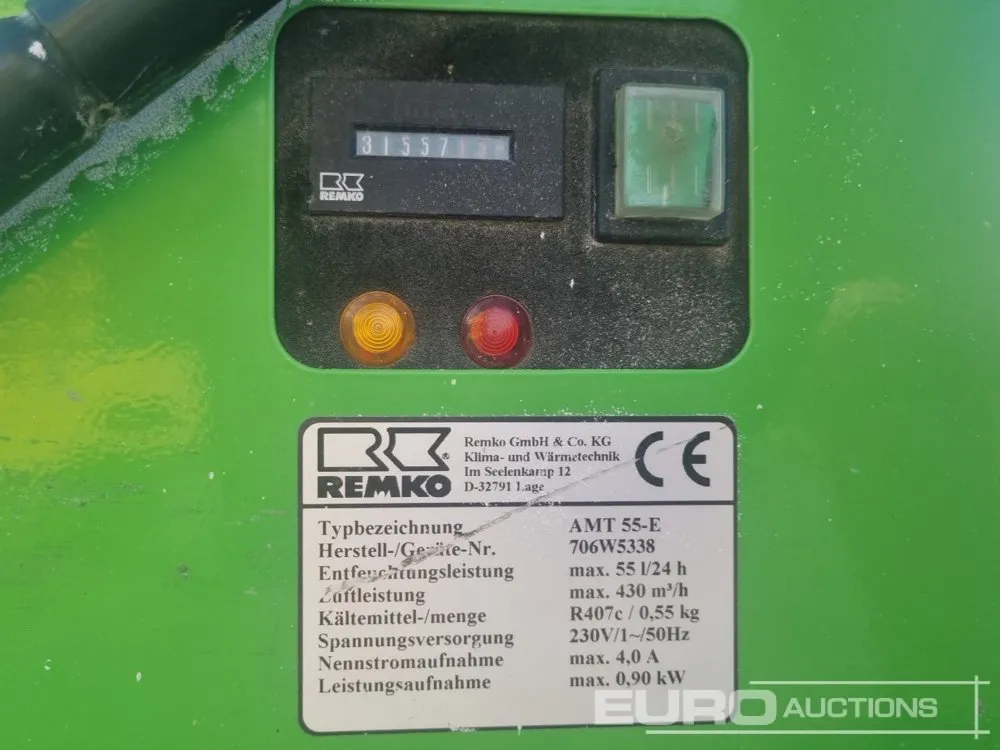 31557
REMKO
REMKO
Remko GmbH & Co. KG
Klima- und Wärmetechnik
Im Seelenkamp 12
D-32791 Lage
CE
Typbezeichnung AMT 55-E
Herstell-/Geräte-Nr. 706W5338
Entfeuchtungsleistung max. 55 l/24 h
Luftleistung max. 430 m³/h
Kältemittel-/menge R407c / 0,55 kg
Spannungsversorgung 230V/1~/50Hz
Nennstromaufnahme max. 4,0 A
Leistungsaufnahme max. 0,90 kW
EURO AUCTIONS